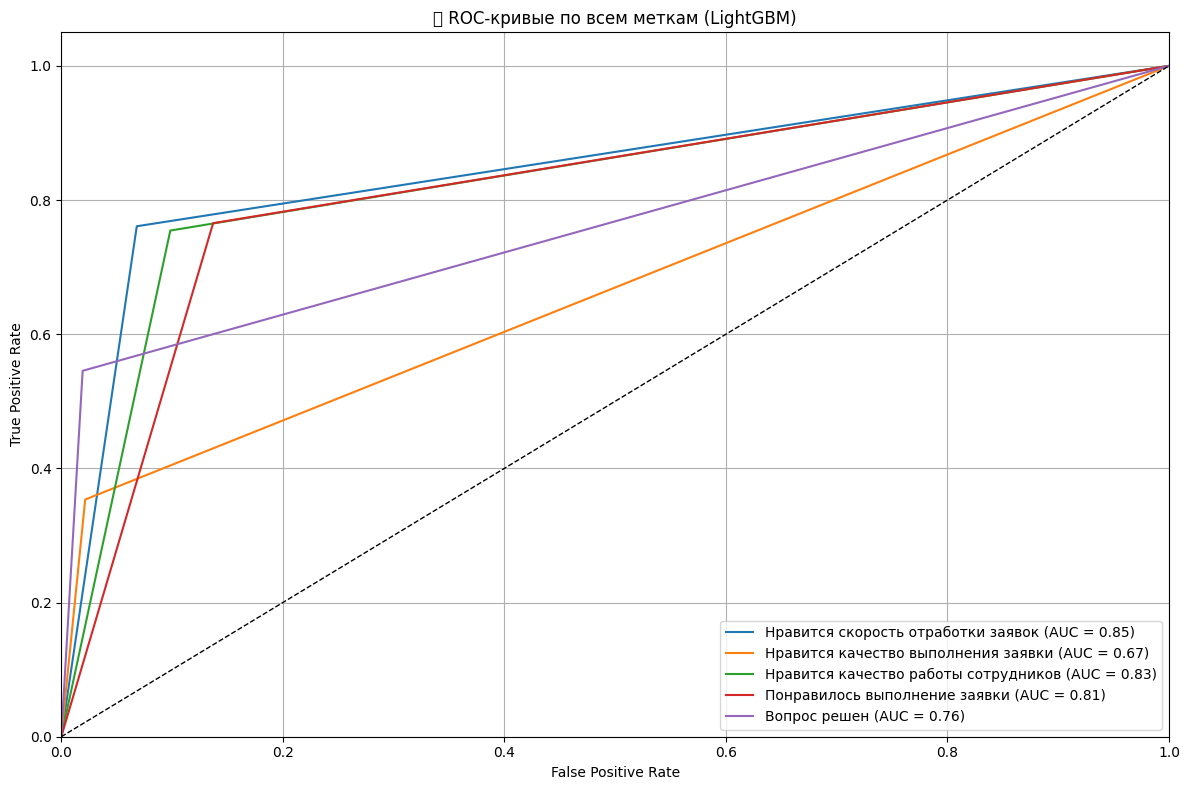 ROC-кривые по всем меткам (LightGBM)
True Positive Rate
1.0
0.8
0.6
0.4
0.2
0.0
0.0 0.2 0.4 0.6 0.8 1.0
False Positive Rate
Нравится скорость отработки заявок (AUC = 0.85)
Нравится качество выполнения заявки (AUC = 0.67)
Нравится качество работы сотрудников (AUC = 0.83)
Понравилось выполнение заявки (AUC = 0.81)
Вопрос решен (AUC = 0.76)